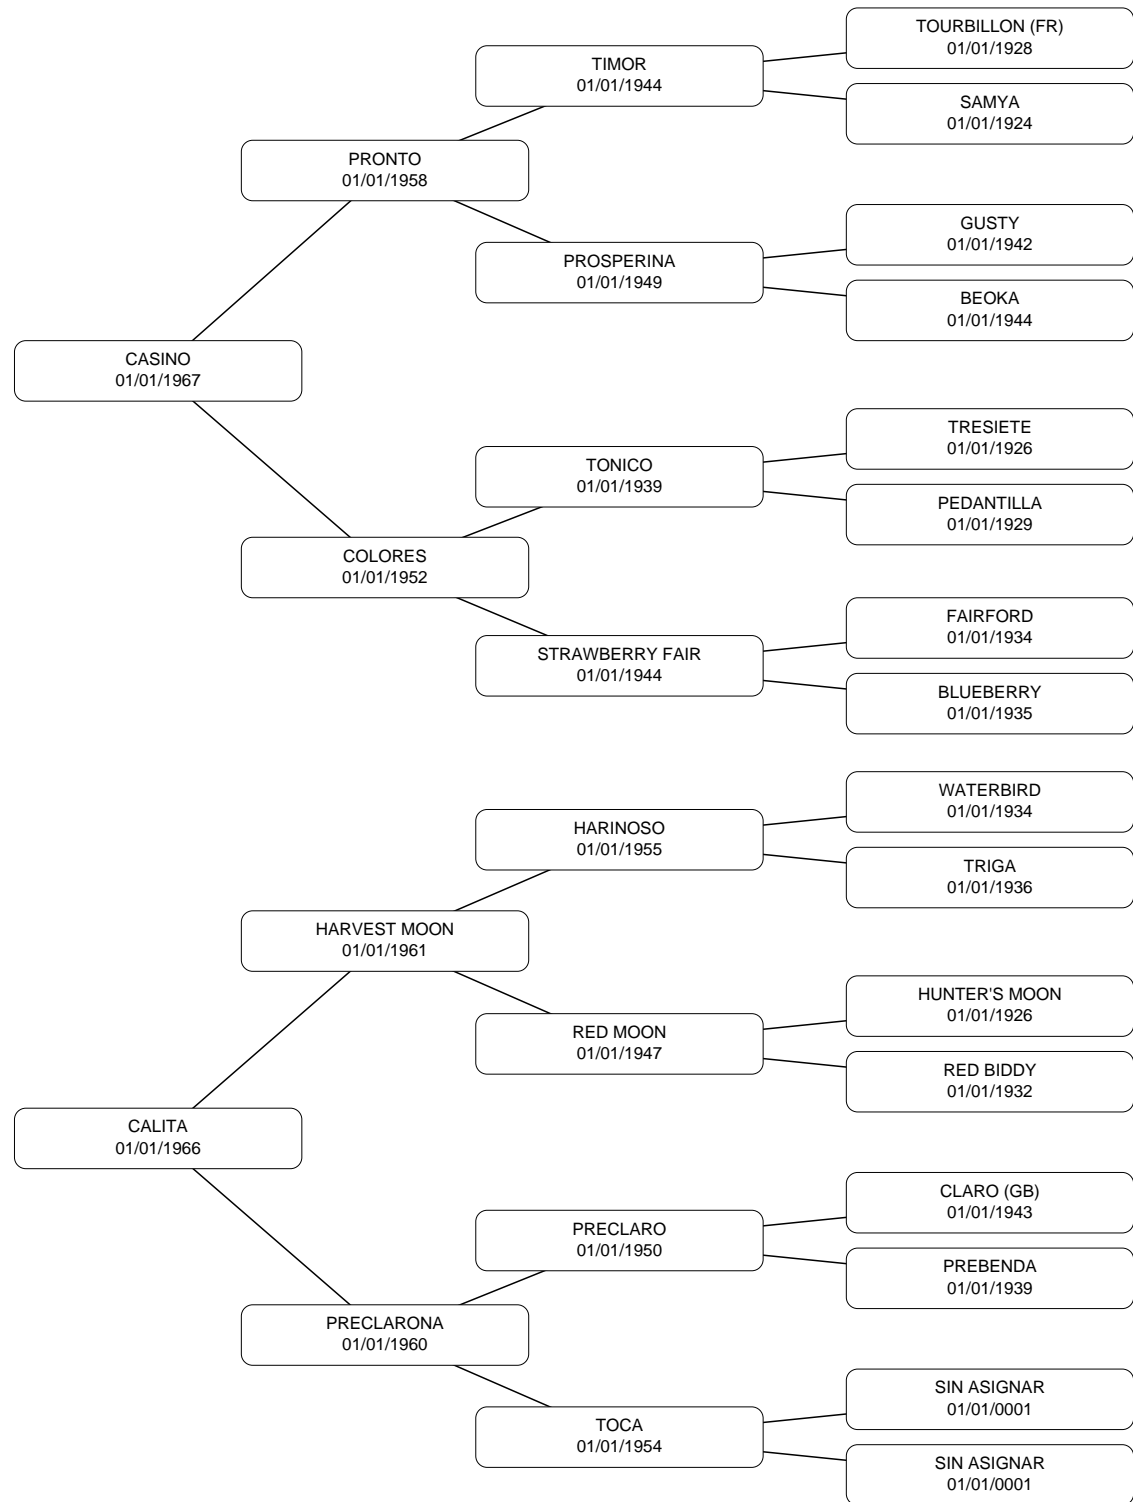 TOURBILLON (FR)
01/01/1928
TIMOR
01/01/1944
SAMYA
01/01/1924
PRONTO
01/01/1958
GUSTY
01/01/1942
PROSPERINA
01/01/1949
BEOKA
01/01/1944
CASINO
01/01/1967
TRESIETE
01/01/1926
TONICO
01/01/1939
PEDANTILLA
01/01/1929
COLORES
01/01/1952
FAIRFORD
01/01/1934
STRAWBERRY FAIR
01/01/1944
BLUEBERRY
01/01/1935
WATERBIRD
01/01/1934
HARINOSO
01/01/1955
TRIGA
01/01/1936
HARVEST MOON
01/01/1961
HUNTER'S MOON
01/01/1926
RED MOON
01/01/1947
RED BIDDY
01/01/1932
CALITA
01/01/1966
CLARO (GB)
01/01/1943
PRECLARO
01/01/1950
PREBENDA
01/01/1939
PRECLARONA
01/01/1960
SIN ASIGNAR
01/01/0001
TOCA
01/01/1954
SIN ASIGNAR
01/01/0001